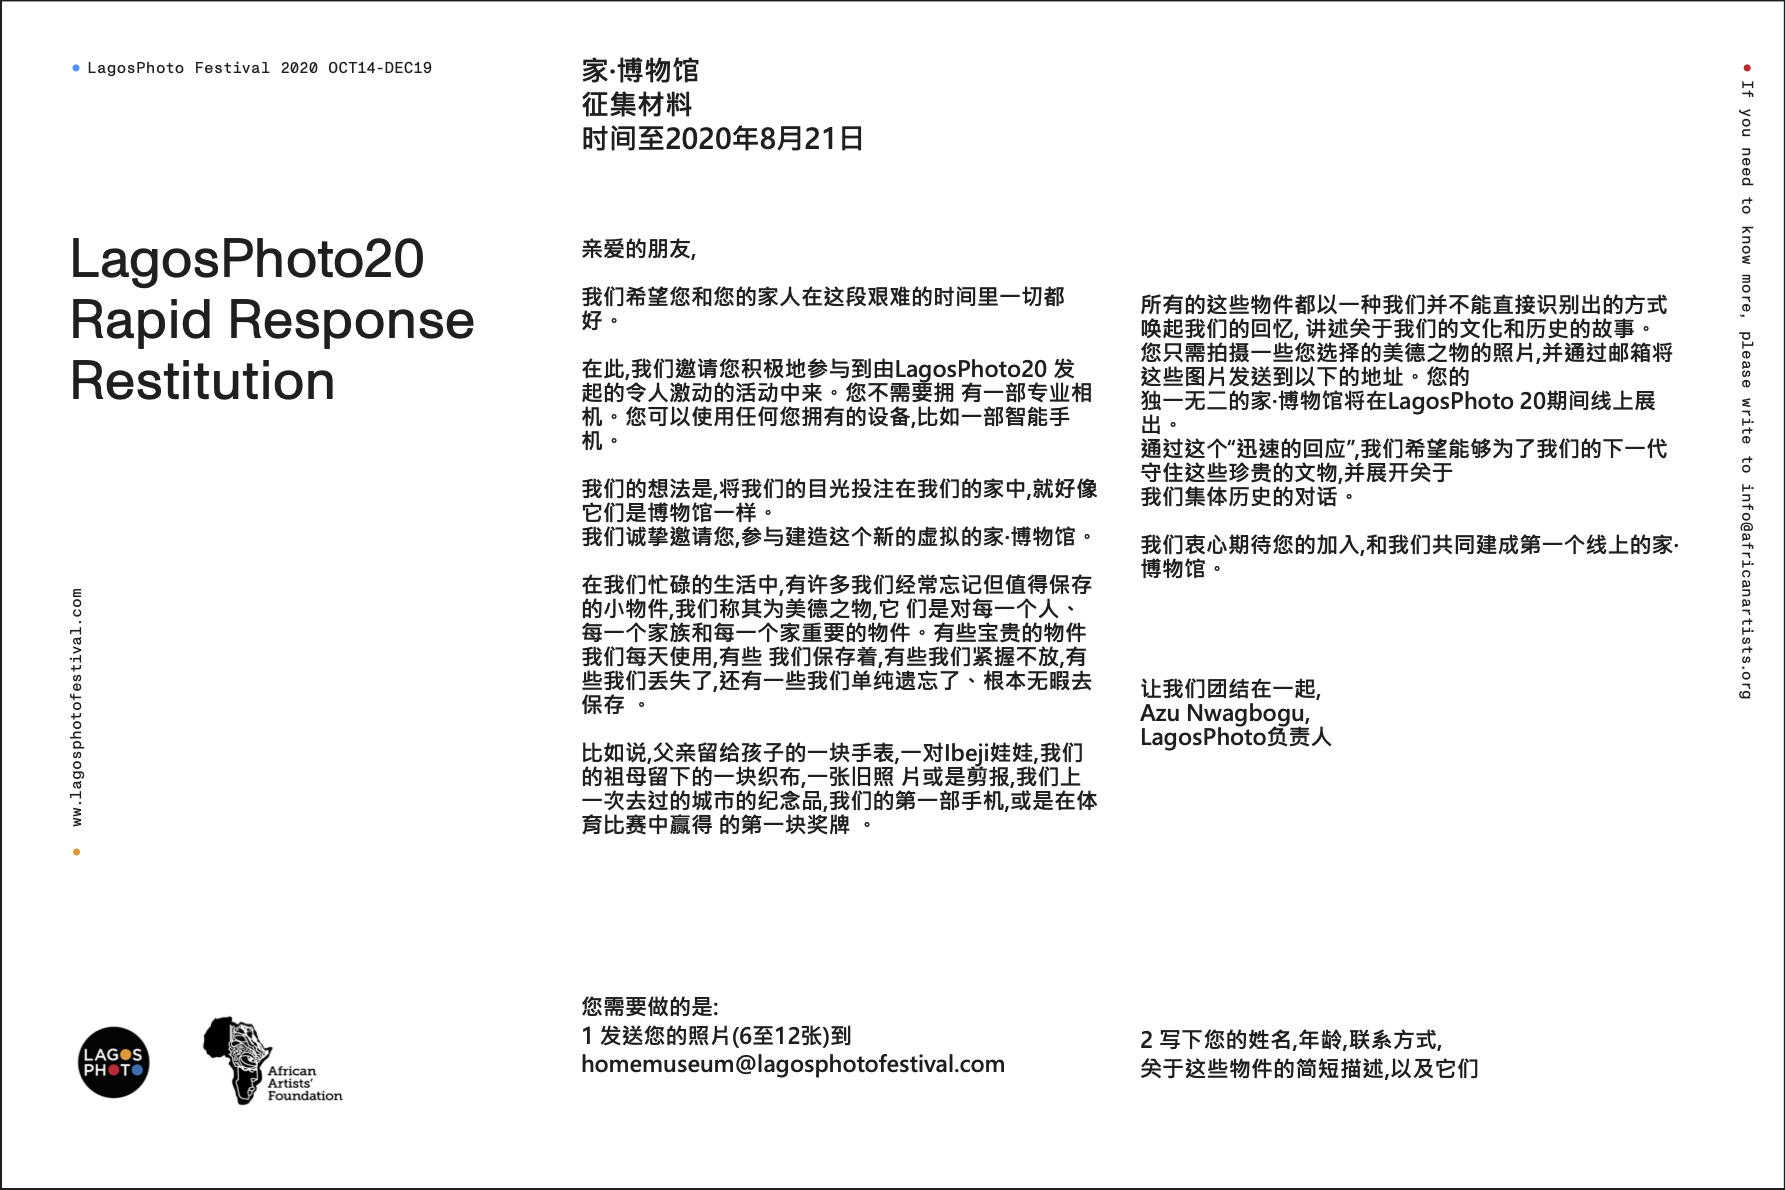 LagosPhoto Festival 2020 OCT14-DEC19
家·博物馆
征集材料
时间至2020年8月21日
LagosPhoto20
Rapid Response
Restitution
亲爱的朋友,
我们希望您和您的家人在这段艰难的时间里一切都
好。
在此,我们邀请您积极地参与到由LagosPhoto20 发
起的令人激动的活动中来。您不需要拥 有一部专业相
机。您可以使用任何您拥有的设备,比如一部智能手
机。
我们的想法是,将我们的目光投注在我们的家中,就好像
它们是博物馆一样。
我们诚挚邀请您,参与建造这个新的虚拟的家·博物馆。
在我们忙碌的生活中,有许多我们经常忘记但值得保存
的小物件,我们称其为美德之物,它 们是对每一个人、
每一个家族和每一个家重要的物件。有些宝贵的物件
我们每天使用,有些 我们保存着,有些我们紧握不放,有
些我们丢失了,还有一些我们单纯遗忘了、根本无暇去
保存 。
比如说,父亲留给孩子的一块手表,一对Ibeji娃娃,我们
的祖母留下的一块织布,一张旧照 片或是剪报,我们上
一次去过的城市的纪念品,我们的第一部手机,或是在体
育比赛中赢得 的第一块奖牌 。
所有的这些物件都以一种我们并不能直接识别出的方式
唤起我们的回忆, 讲述关于我们的文化和历史的故事。
您只需拍摄一些您选择的美德之物的照片,并通过邮箱将
这些图片发送到以下的地址。您的
独一无二的家·博物馆将在LagosPhoto 20期间线上展
出。
通过这个“迅速的回应”,我们希望能够为了我们的下一代
守住这些珍贵的文物,并展开关于
我们集体历史的对话。
我们衷心期待您的加入,和我们共同建成第一个线上的家·
博物馆。
让我们团结在一起,
Azu Nwagbogu,
LagosPhoto负责人
您需要做的是:
1 发送您的照片(6至12张)到
homemuseum@lagosphotofestival.com
2 写下您的姓名,年龄,联系方式,
关于这些物件的简短描述,以及它们
If you need to know more, please write to info@africanartists.org
ww.lagosphotofestival.com
LAGOS
PHOTO
African
Artists'
Foundation